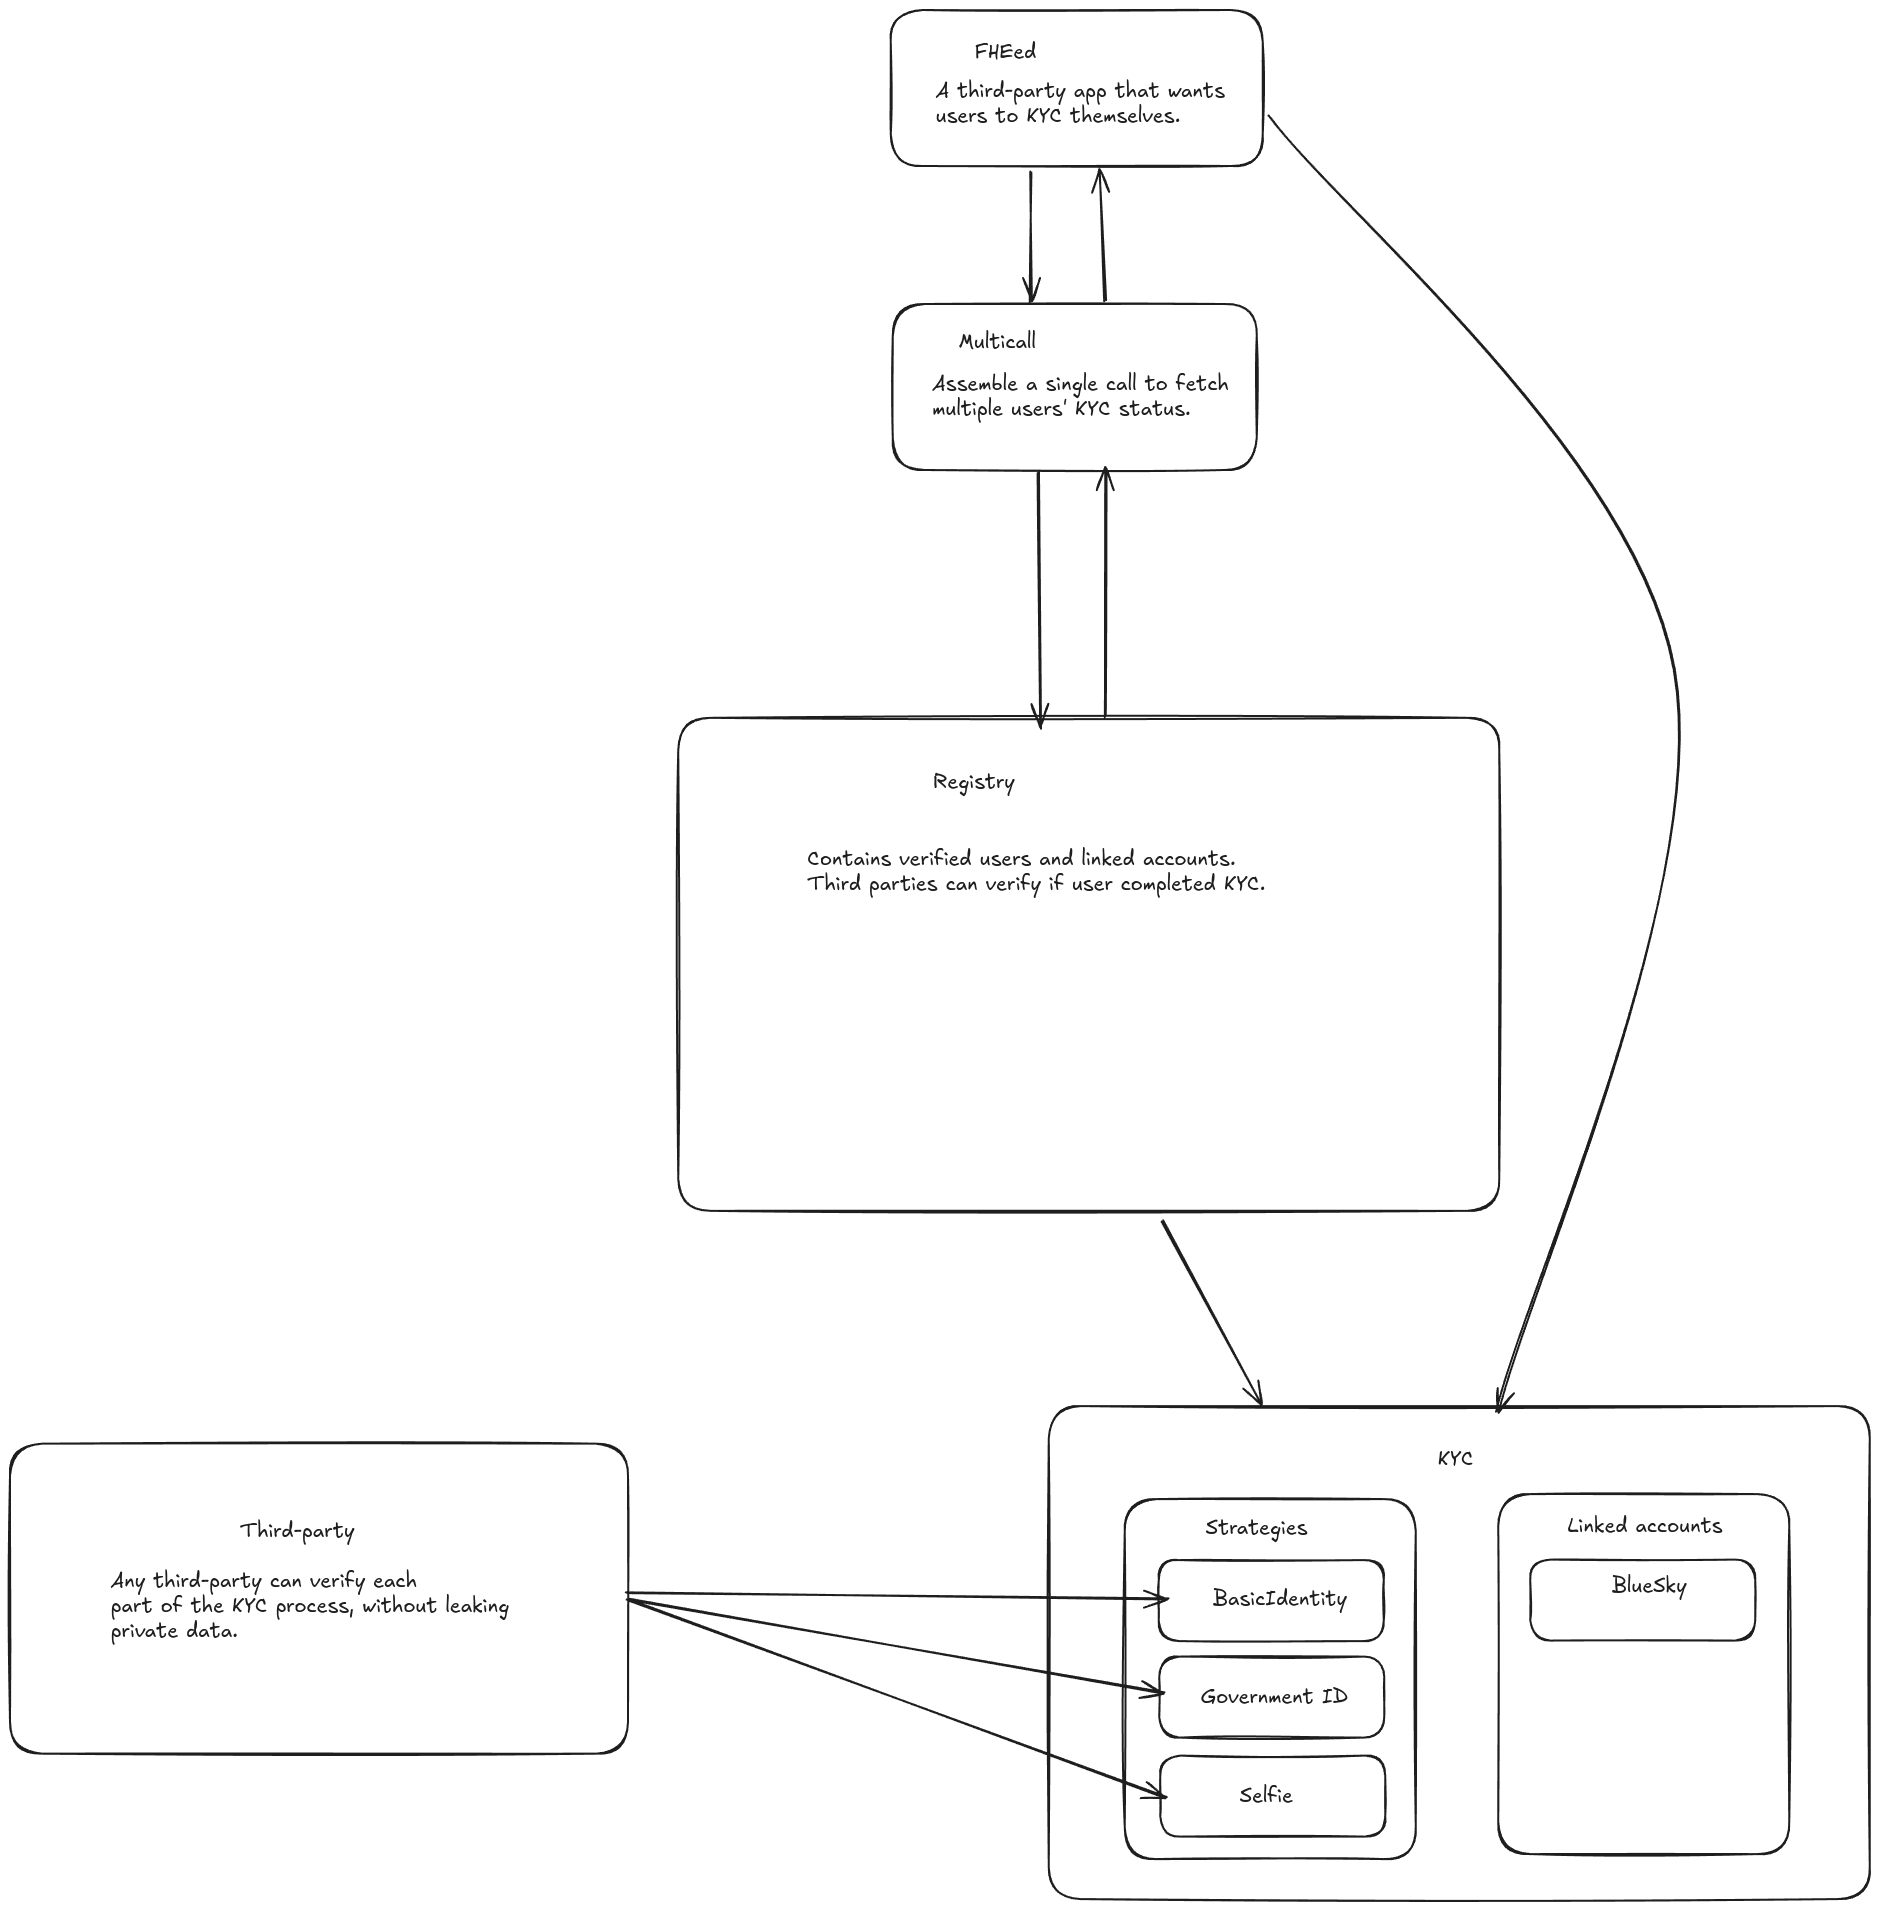 FHEed
A third-party app that wants
users to KYC themselves.
Multicall
Assemble a single call to fetch
multiple users' KYC status.
Registry
Contains verified users and linked accounts.
Third parties can verify if user completed KYC.
Third-party
Any third-party can verify each
part of the KYC process, without leaking
private data.
KYC
Strategies
BasicIdentity
Government ID
Selfie
Linked accounts
BlueSky